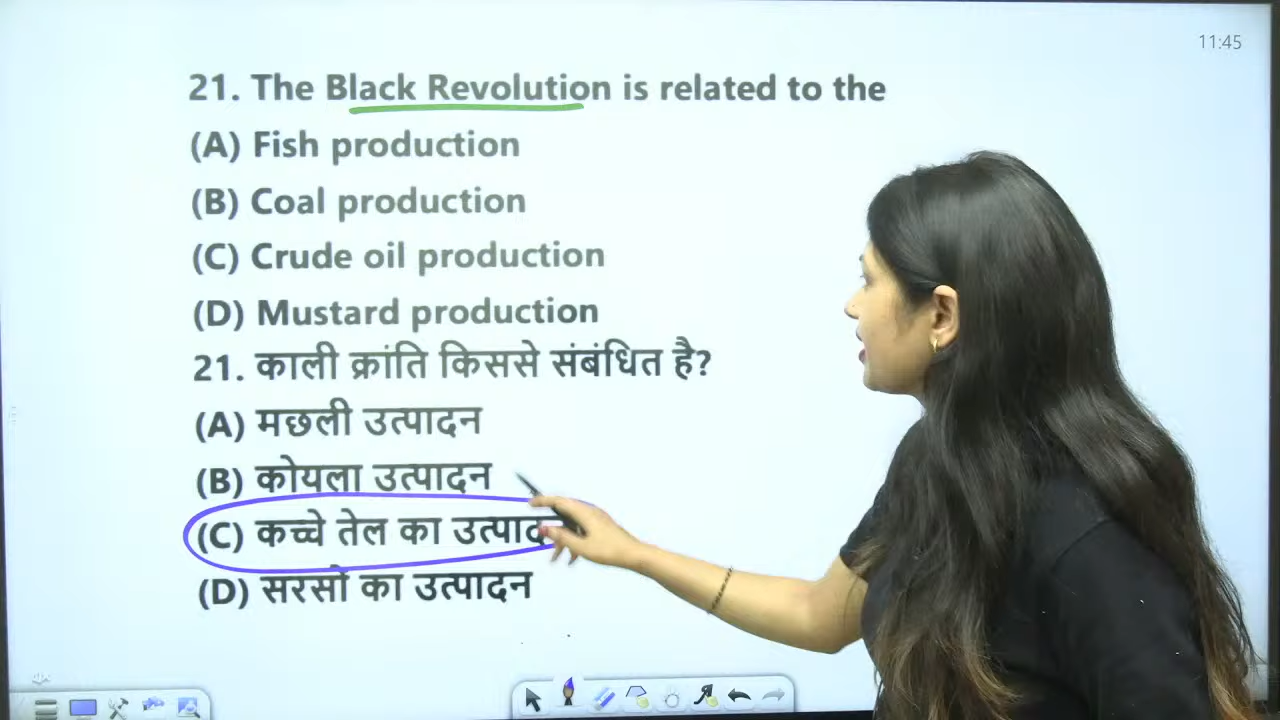 11:45
21. The Black Revolution is related to the
(A) Fish production
(B) Coal production
(C) Crude oil production
(D) Mustard production
21. काली क्रांति किससे संबंधित है?
(A) मछली उत्पादन
(B) कोयला उत्पादन
(C) कच्चे तेल का
(D) सरसों का उत्पादन